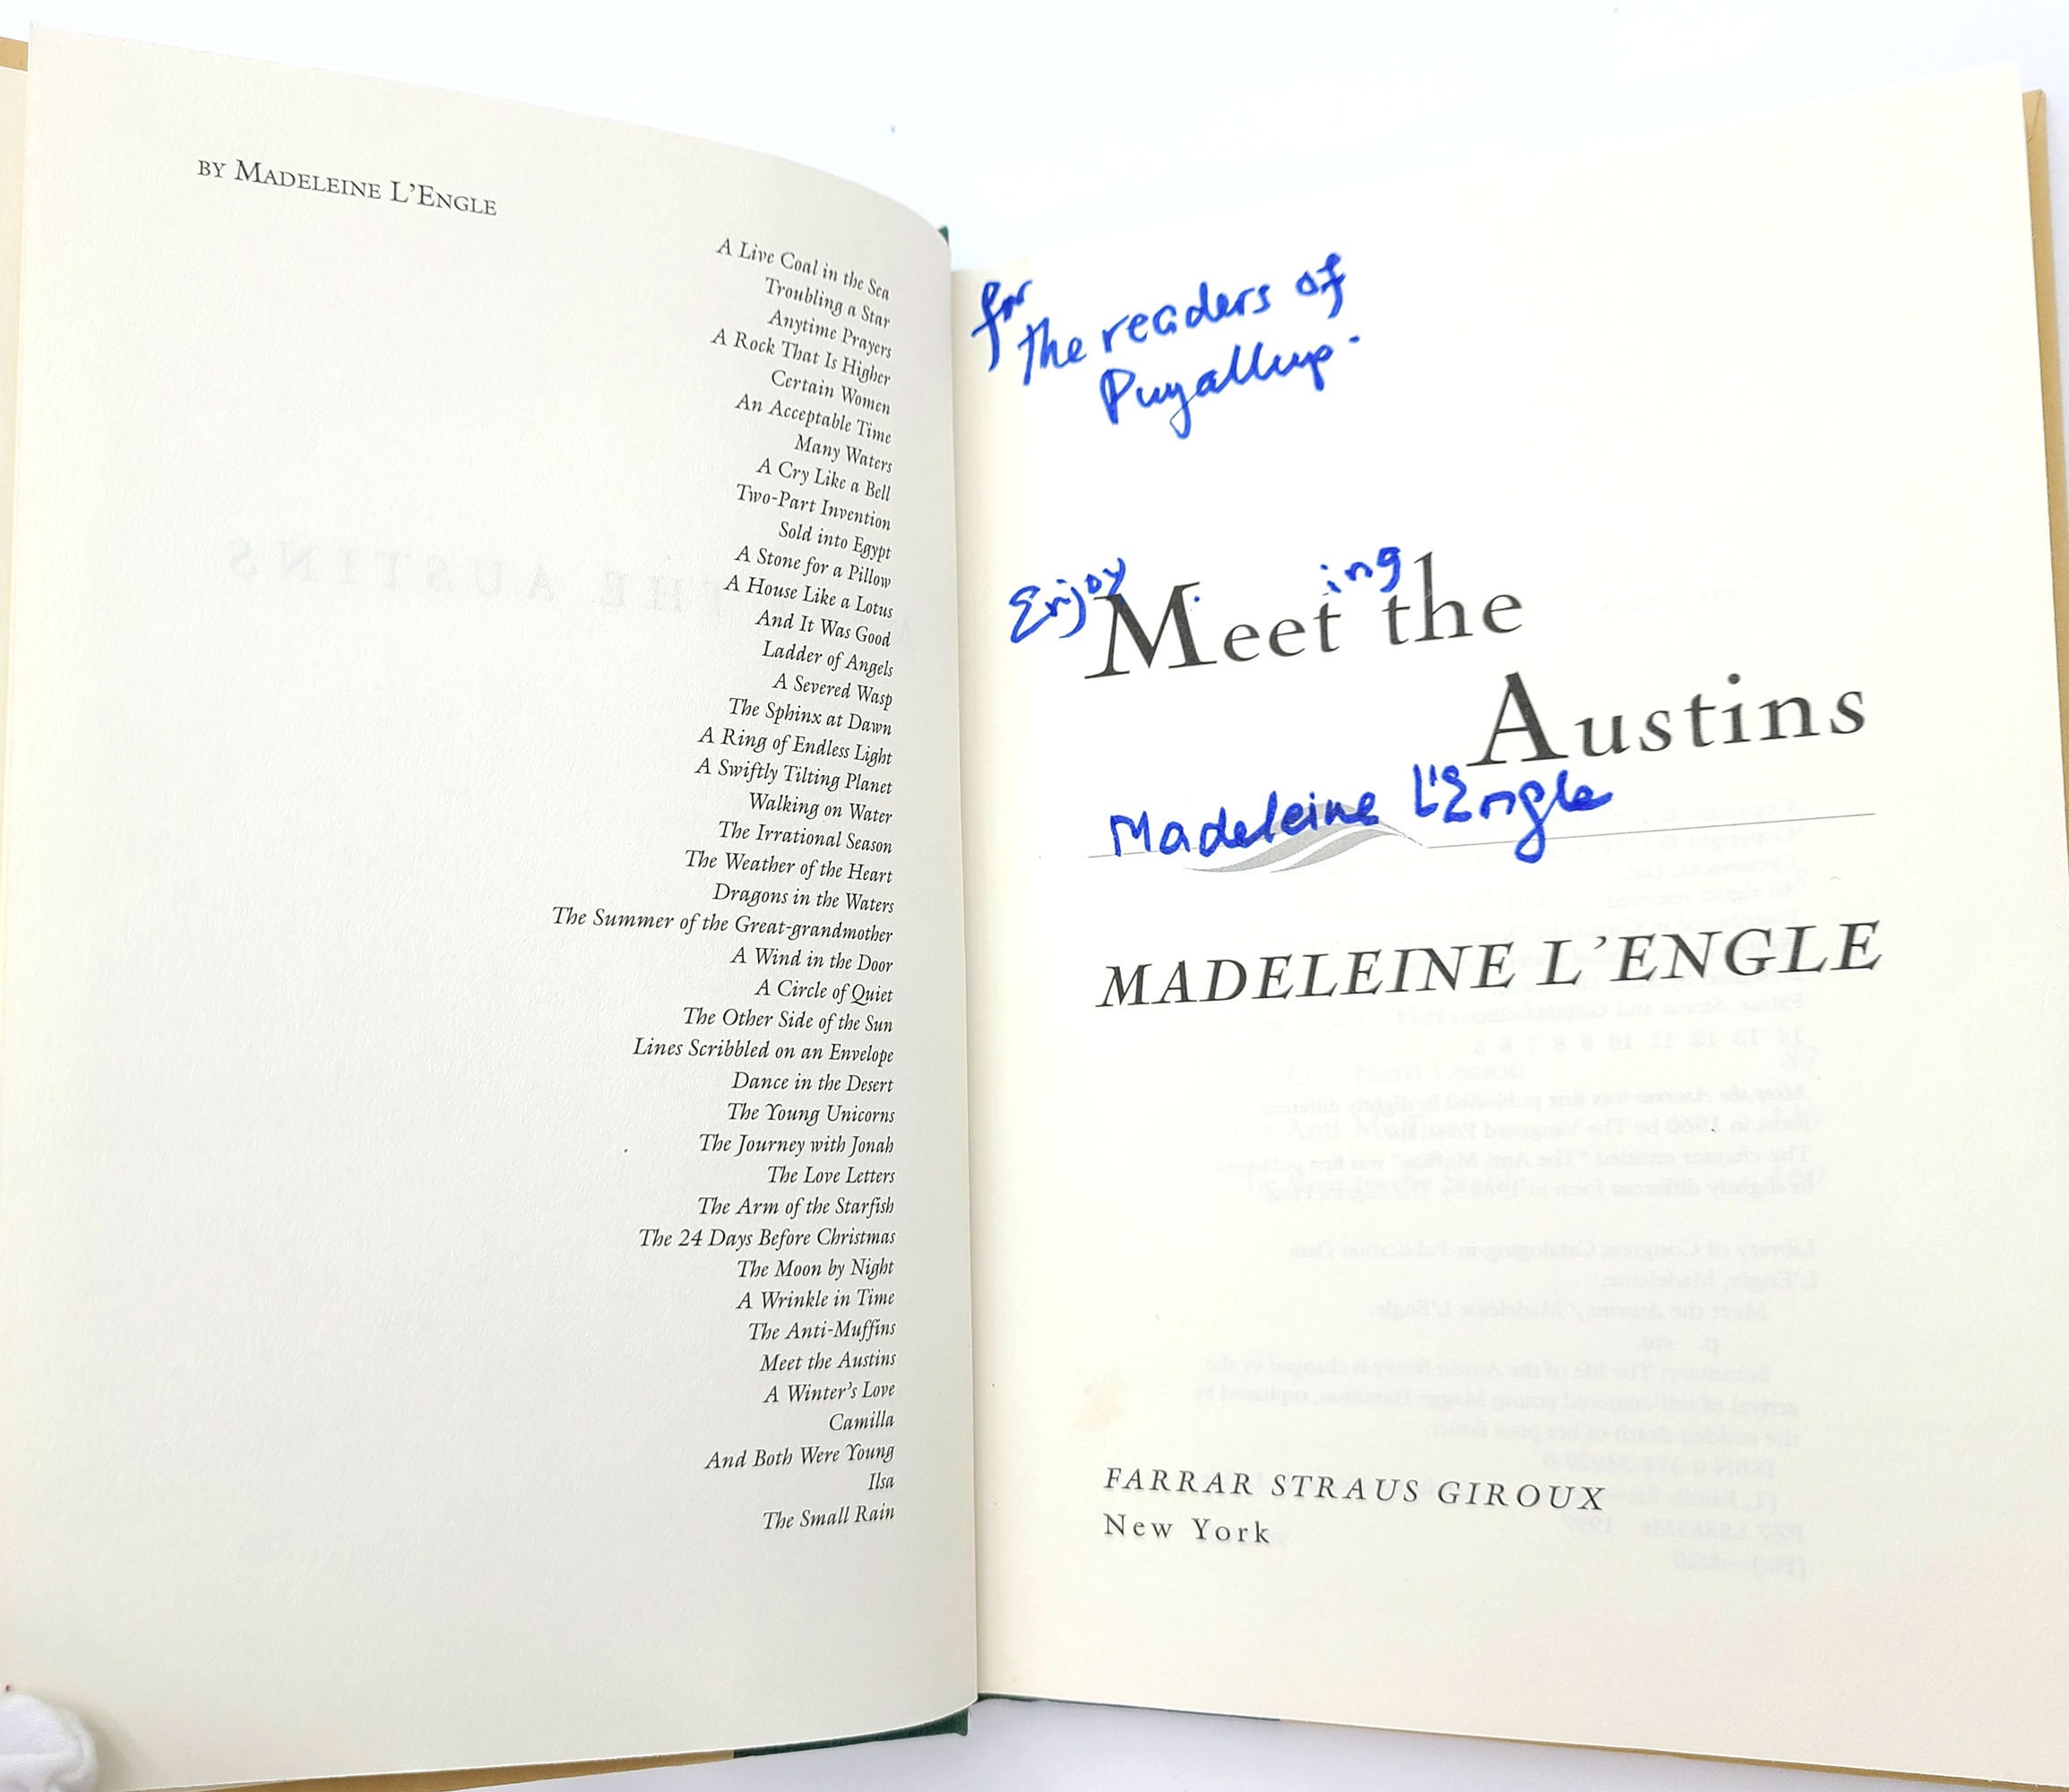 BY MADELEINE L'ENGLE
A Live Coal in the Sea
Troubling a Star
Anytime Prayers
A Rock That Is Higher
Certain Women
An Acceptable Time
Many Waters
A Cry Like a Bell
Two-Part Invention
Sold into Egypt
A Stone for a Pillow
A House Like a Lotus
And It Was Good
Ladder of Angels
A Severed Wasp
The Sphinx at Dawn
A Ring of Endless Light
A Swiftly Tilting Planet
Walking on Water
The Irrational Season
The Weather of the Heart
Dragons in the Waters
The Summer of the Great-grandmother
A Wind in the Door
A Circle of Quiet
The Other Side of the Sun
Lines Scribbled on an Envelope
Dance in the Desert
The Young Unicorns
The Journey with Jonah
The Love Letters
The Arm of the Starfish
The 24 Days Before Christmas
The Moon by Night
A Wrinkle in Time
The Anti-Muffins
Meet the Austins
A Winter's Love
Camilla
And Both Were Young
Ilsa
The Small Rain
for
the readers of
Puyallup.
Enjoy Meeting the
Austins
Madeleine L'Engle
MADELEINE L'ENGLE
FARRAR STRAUS GIROUX
New York